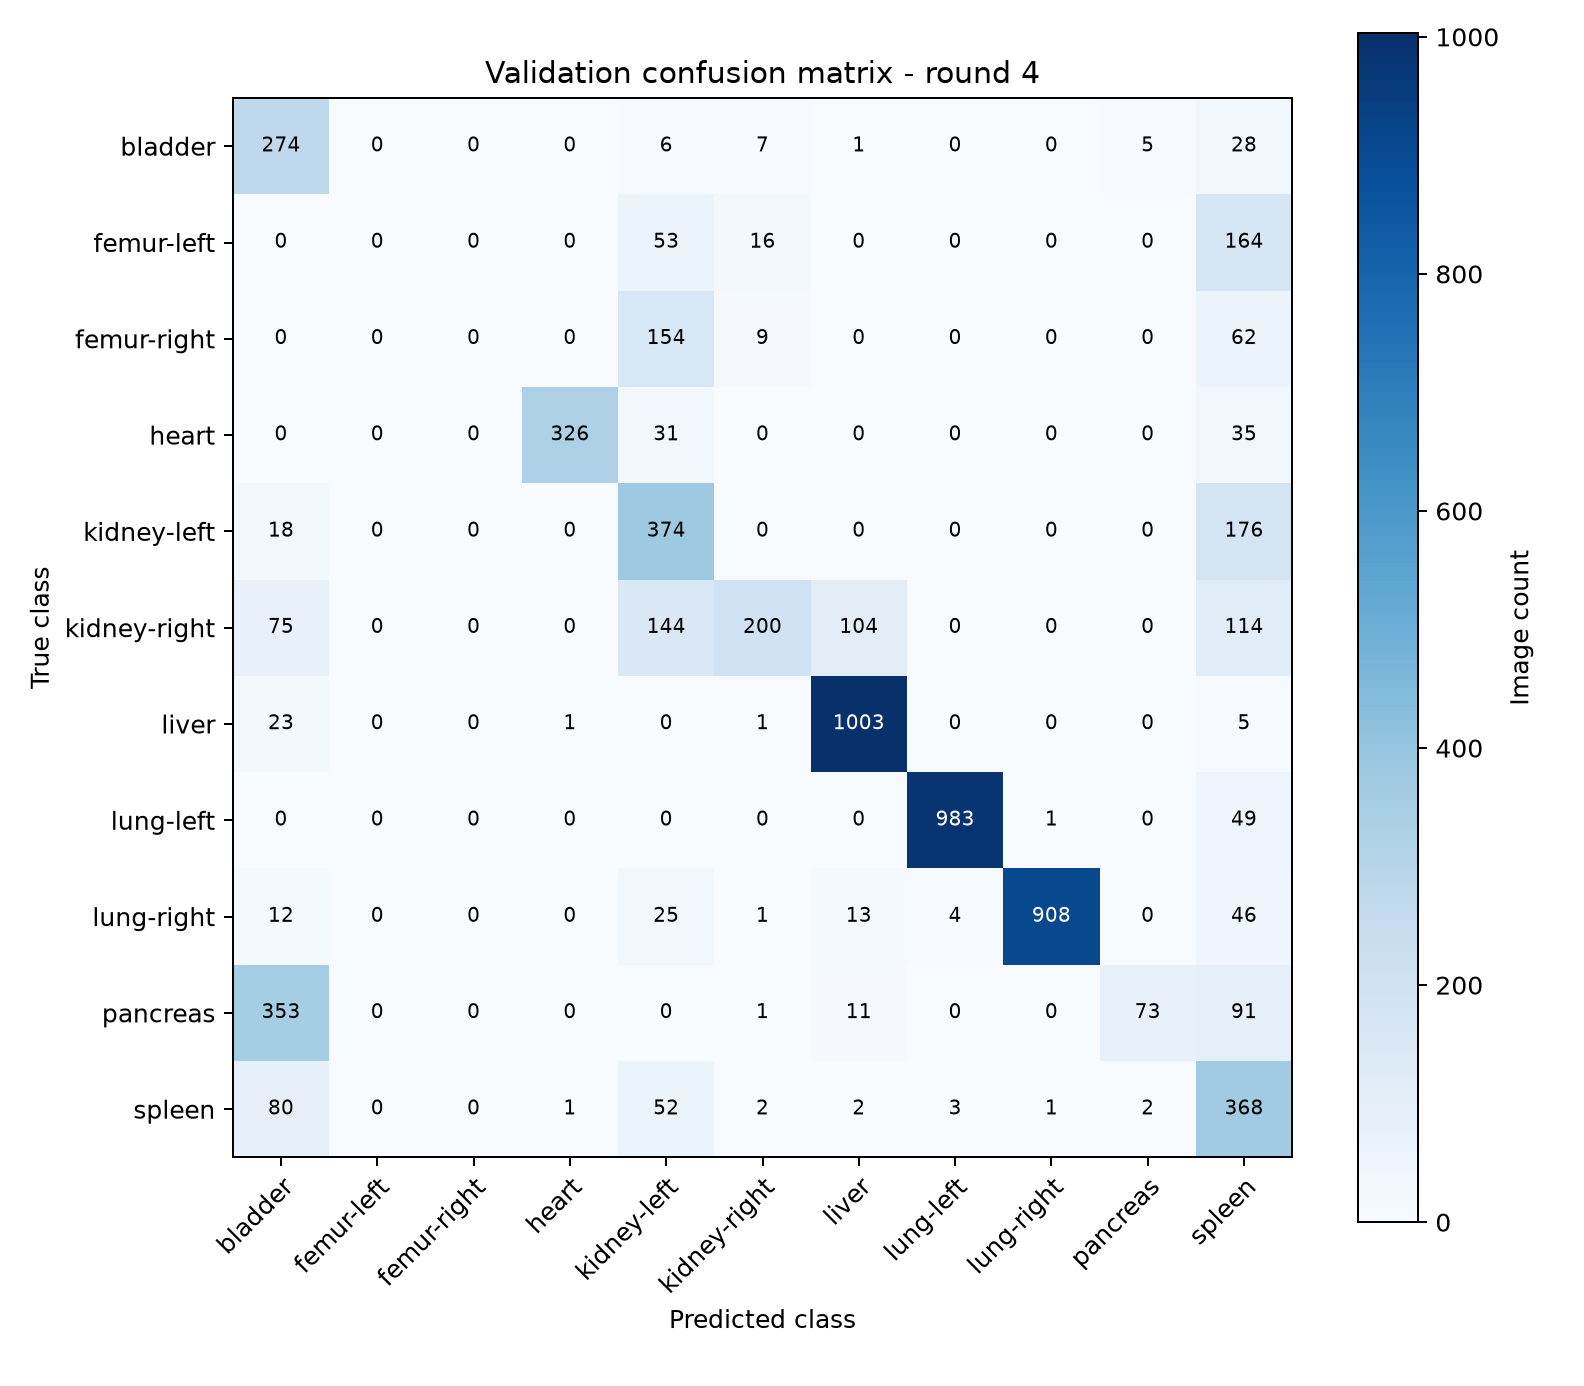 Validation confusion matrix - round 4
bladder 274 0 0 0 6 7 1 0 0 5 28
femur-left 0 0 0 0 53 16 0 0 0 0 164
femur-right 0 0 0 0 154 9 0 0 0 0 62
heart 0 0 0 326 31 0 0 0 0 0 35
kidney-left 18 0 0 0 374 0 0 0 0 0 176
kidney-right 75 0 0 0 144 200 104 0 0 0 114
liver 23 0 0 1 0 1 1003 0 0 0 5
lung-left 0 0 0 0 0 0 0 983 1 0 49
lung-right 12 0 0 0 25 1 13 4 908 0 46
pancreas 353 0 0 0 0 1 11 0 0 73 91
spleen 80 0 0 1 52 2 2 3 1 2 368
True class
bladder femur-left femur-right heart kidney-left kidney-right liver lung-left lung-right pancreas spleen
Predicted class
1000
800
600
400
200
0
Image count